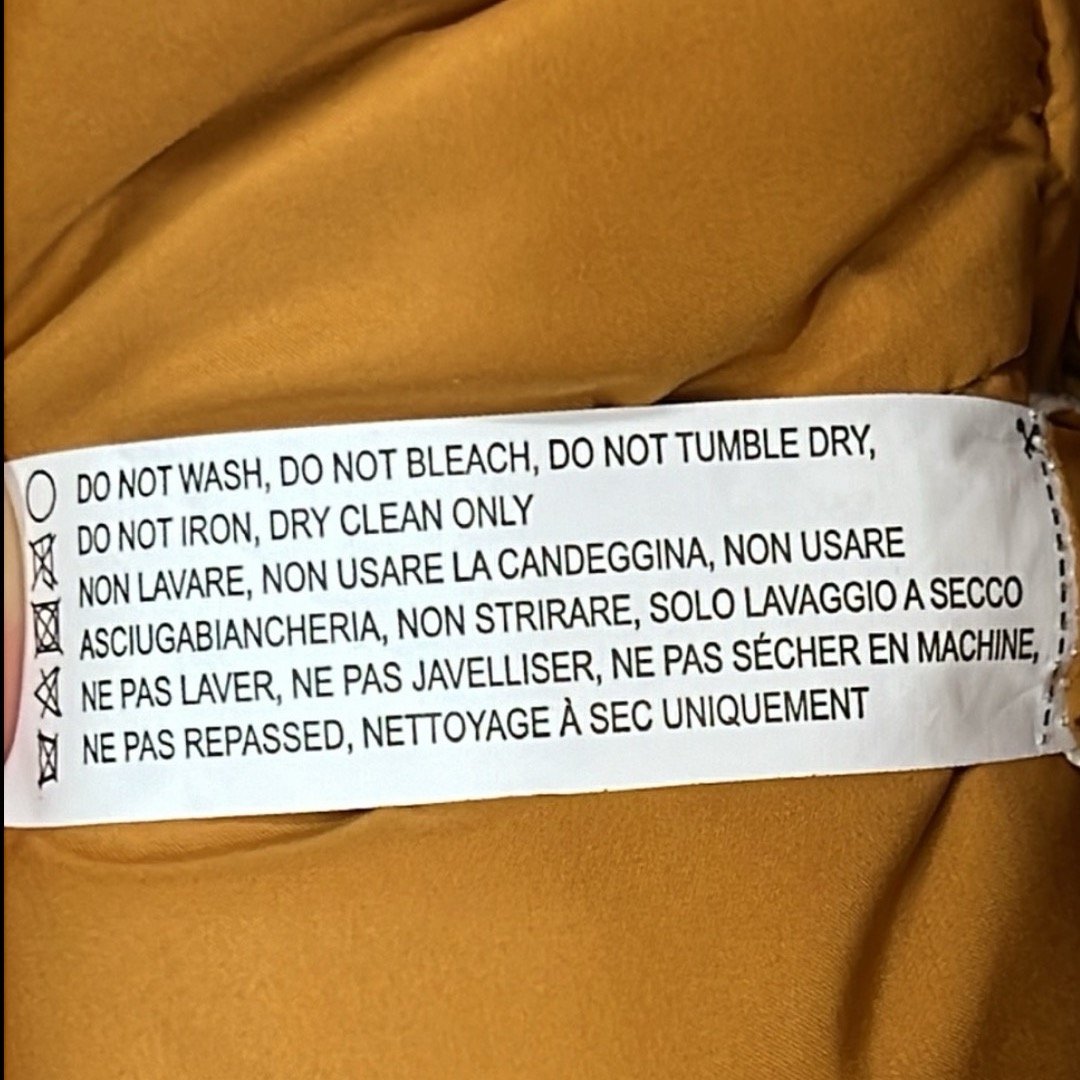 DO NOT WASH, DO NOT BLEACH, DO NOT TUMBLE DRY,
DO NOT IRON, DRY CLEAN ONLY
NON LAVARE, NON USARE LA CANDEGGINA, NON USARE
ASCIUGABIANCHERIA, NON STRIRARE, SOLO LAVAGGIO A SECCO
NE PAS LAVER, NE PAS JAVELLISER, NE PAS SÉCHER EN MACHINE,
NE PAS REPASSED, NETTOYAGE À SEC UNIQUEMENT